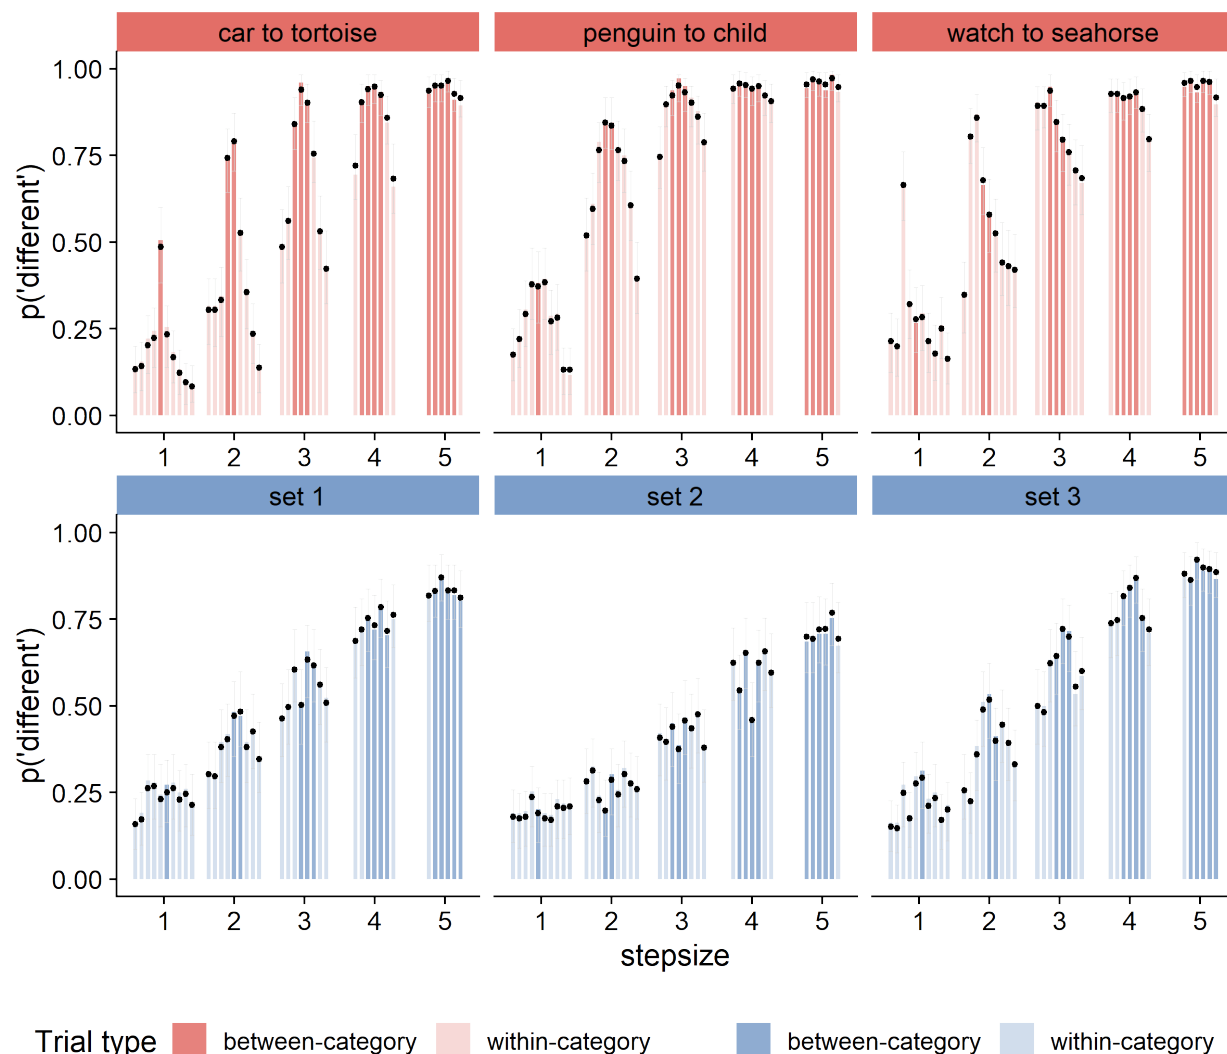 car to tortoise
penguin to child
watch to seahorse
p('different')
1.00
0.75
0.50
0.25
0.00
1 2 3 4 5
1 2 3 4 5
1 2 3 4 5
set 1
set 2
set 3
p('different')
1.00
0.75
0.50
0.25
0.00
1 2 3 4 5
1 2 3 4 5
1 2 3 4 5
stepsize
Trial type between-category within-category between-category within-category